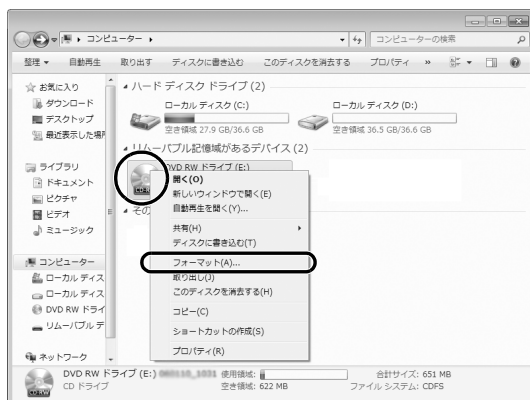 コンピューター
コンピューターの検索
整理 自動再生 取り出す ディスクに書き込む このディスクを消去する プロパティ »
お気に入り
ダウンロード
デスクトップ
最近表示した場所
ライブラリ
ドキュメント
ピクチャ
ビデオ
ミュージック
コンピューター
ローカル ディス
ローカル ディス
DVD RW ドライ
リムーバブル デ
ネットワーク
ハード ディスク ドライブ (2)
ローカル ディスク (C:)
空き領域 27.9 GB/36.6 GB
ローカル ディスク (D:)
空き領域 36.5 GB/36.6 GB
リムーバブル記憶域があるデバイス (2)
DVD RW ドライブ (E:)
CD-RW
その
開く(O)
新しいウィンドウで開く(E)
自動再生を開く(Y)...
共有(H)
ディスクに書き込む(T)
フォーマット(A)...
取り出し(J)
このディスクを消去する(H)
コピー(C)
ショートカットの作成(S)
プロパティ(R)
DVD RW ドライブ (E:) 使用領域: 合計サイズ: 651 MB
CD ドライブ 空き領域: 622 MB ファイル システム: CDFS